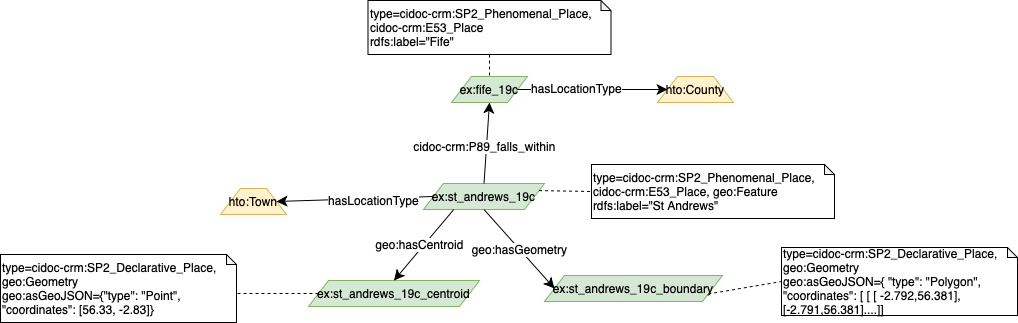 type=cidoc-crm:SP2_Phenomenal_Place,
cidoc-crm:E53_Place
rdfs:label="Fife"
ex:fife_19c
hasLocationType
hto:County
cidoc-crm:P89_falls_within
type=cidoc-crm:SP2_Phenomenal_Place,
cidoc-crm:E53_Place, geo:Feature
rdfs:label="St Andrews"
hto:Town
hasLocationType
ex:st_andrews_19c
geo:hasCentroid
geo:hasGeometry
type=cidoc-crm:SP2_Declarative_Place,
geo:Geometry
geo:asGeoJSON={"type": "Point",
"coordinates": [56.33, -2.83]}
ex:st_andrews_19c_centroid
ex:st_andrews_19c_boundary
type=cidoc-crm:SP2_Declarative_Place,
geo:Geometry
geo:asGeoJSON={ "type": "Polygon",
"coordinates": [ [ [ -2.792,56.381],
[-2.791,56.381]....]]